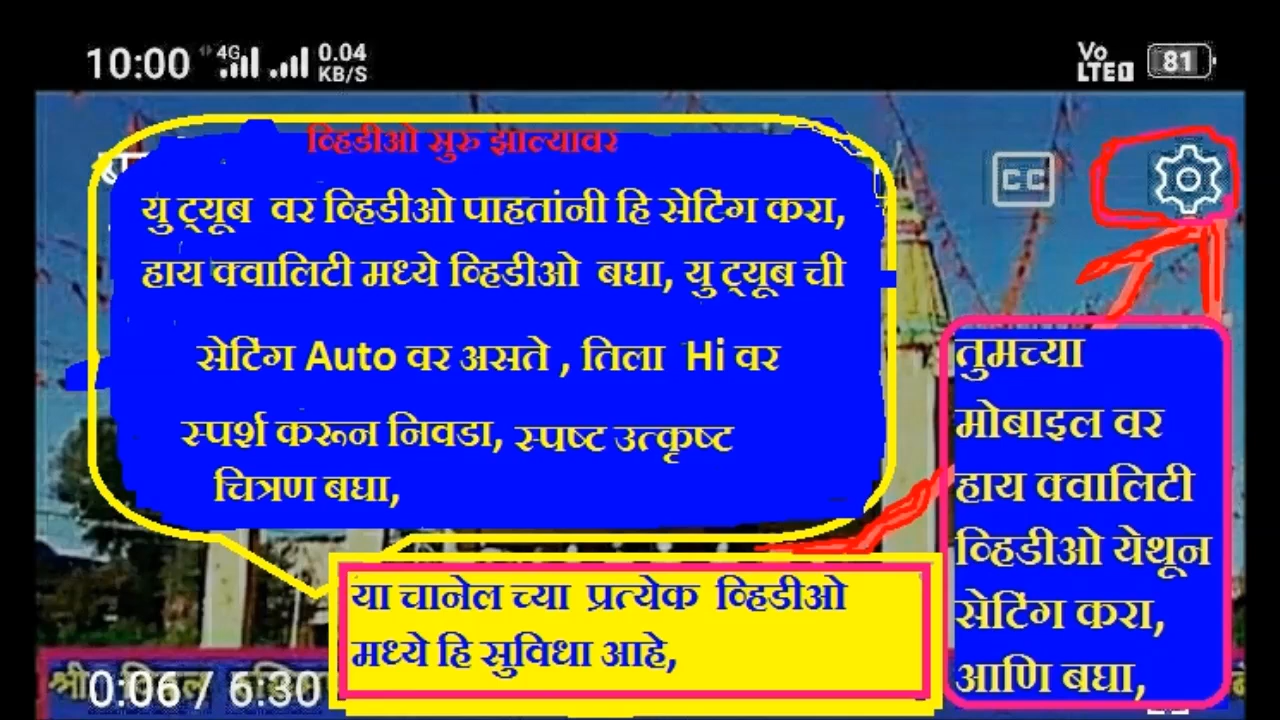 10:00 4G 0.04 KB/S Vo LTE 81
CC
व्हिडीओ सुरु झाल्यावर
यु ट्यूब वर व्हिडीओ पाहतांनी हि सेटिंग करा,
हाय क्वालिटी मध्ये व्हिडीओ बघा, यु ट्यूब ची
सेटिंग Auto वर असते , तिला Hi वर
स्पर्श करून निवडा, स्पष्ट उत्कृष्ट
चित्रण बघा,
तुमच्या
मोबाइल वर
हाय क्वालिटी
व्हिडीओ येथून
सेटिंग करा,
आणि बघा,
या चानेल च्या प्रत्येक व्हिडीओ
मध्ये हि सुविधा आहे,
0:06 / 6:30